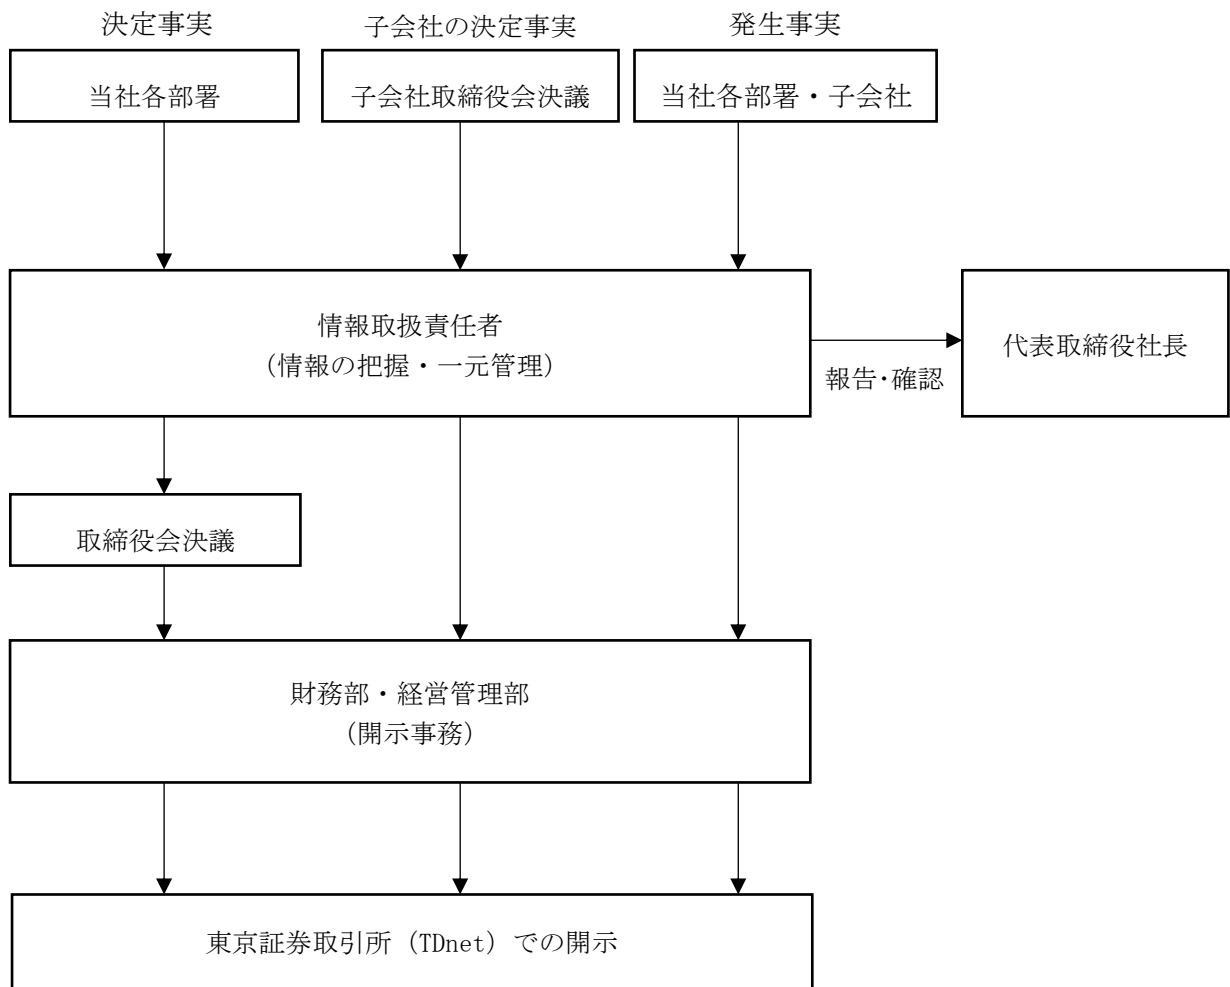 決定事実
子会社の決定事実
発生事実
当社各部署
子会社取締役会決議
当社各部署・子会社
情報取扱責任者
（情報の把握・一元管理）
代表取締役社長
報告・確認
取締役会決議
財務部・経営管理部
（開示事務）
東京証券取引所（TDnet）での開示